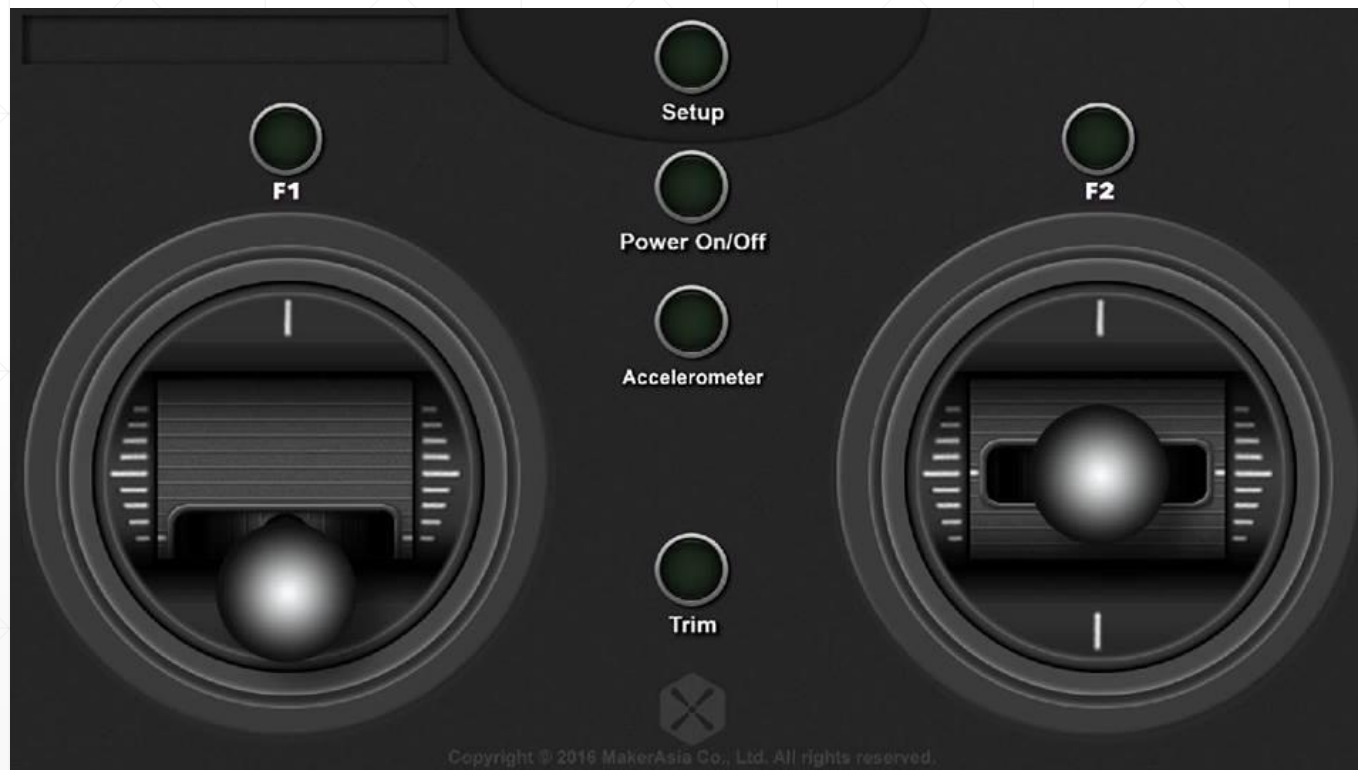 Setup
F1
F2
Power On/Off
Accelerometer
Trim
Copyright © 2016 MakerAsia Co., Ltd. All rights reserved.